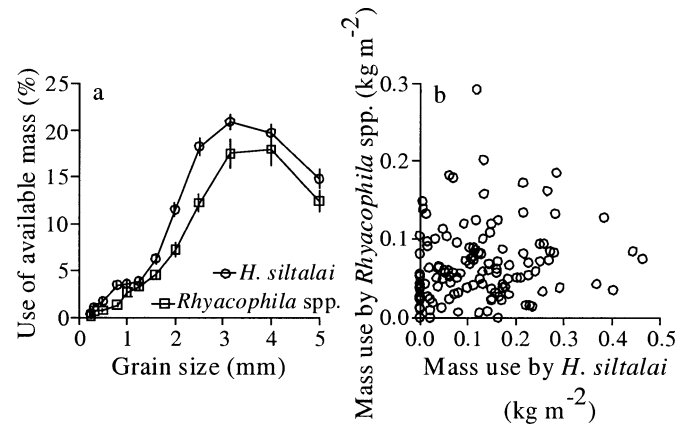 Use of available mass (%)
25
20
15
10
5
0
a
H. siltalai
Rhyacophila spp.
0 1 2 3 4 5
Grain size (mm)
Mass use by Rhyacophila spp. (kg m-2)
0.3
0.2
0.1
0.0
b
0.0 0.1 0.2 0.3 0.4 0.5
Mass use by H. siltalai
(kg m-2)